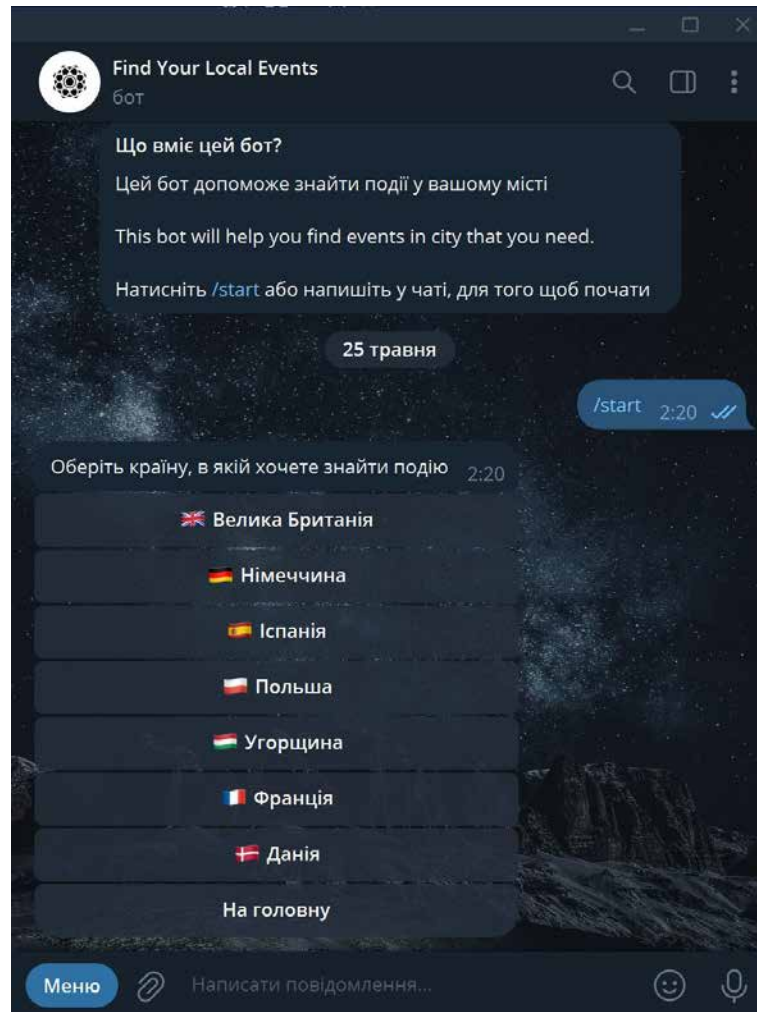 Find Your Local Events
бот
Що вміє цей бот?
Цей бот допоможе знайти події у вашому місті
This bot will help you find events in city that you need.
Натисніть /start або напишіть у чаті, для того щоб почати
25 травня
/start 2:20
Оберіть країну, в якій хочете знайти подію 2:20
Велика Британія
Німеччина
Іспанія
Польша
Угорщина
Франція
Данія
На головну
Меню Написати повідомлення...